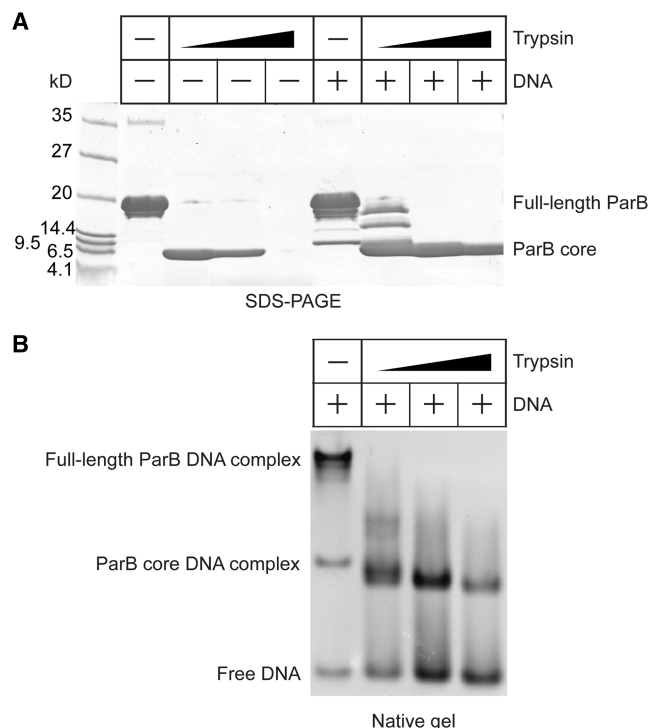 A
— — Trypsin
— — — — + + + + DNA
kD
35
27
20
Full-length ParB
14.4
9.5
6.5
ParB core
4.1
SDS-PAGE
B
— Trypsin
+ + + + DNA
Full-length ParB DNA complex
ParB core DNA complex
Free DNA
Native gel